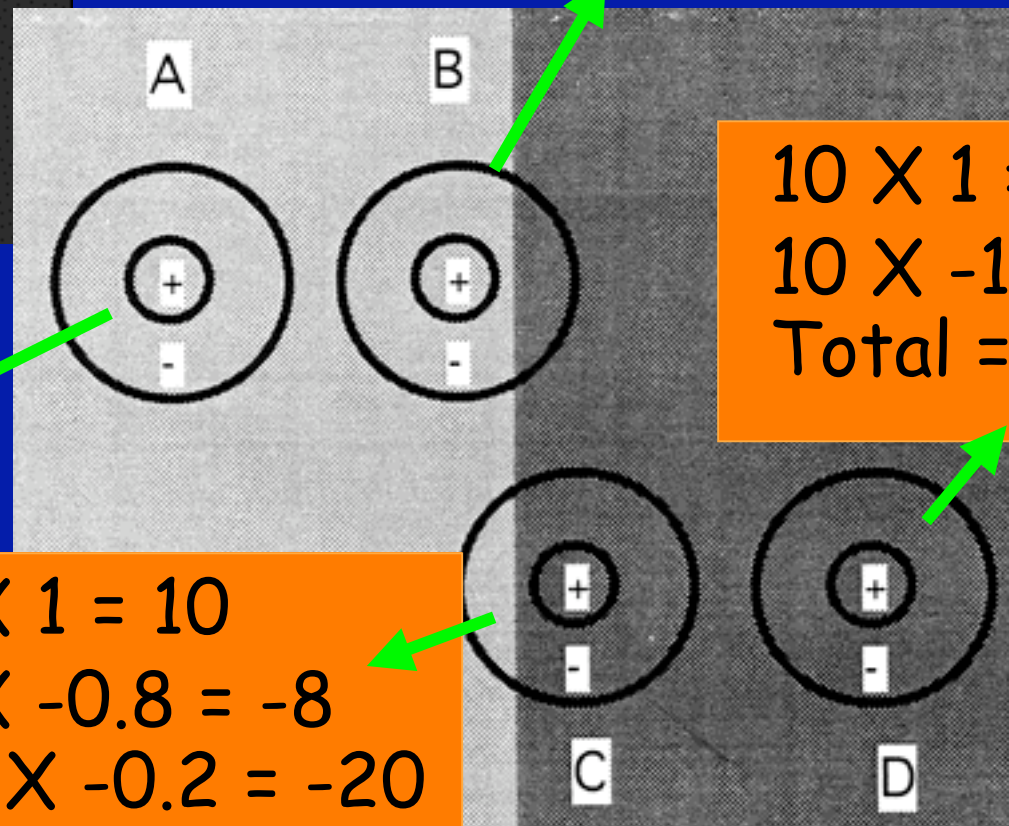 A
B
+
+
-
-
10 X 1
10 X -1
Total =
X 1 = 10
X -0.8 = -8
X -0.2 = -20
+
+
-
-
C
D